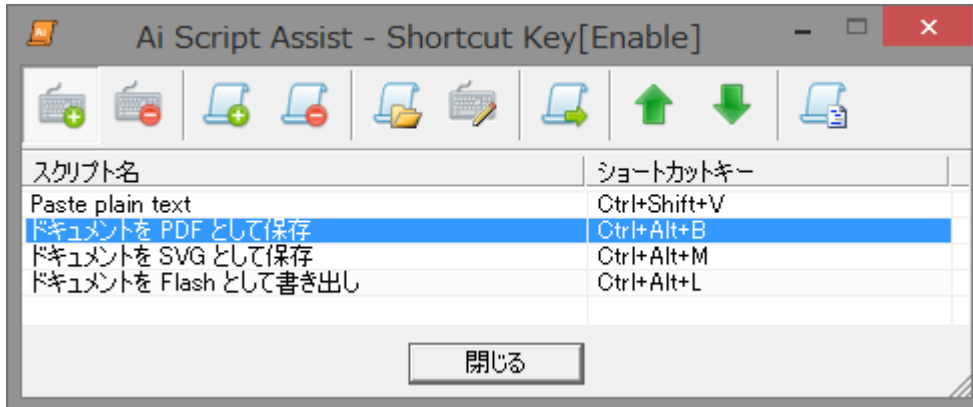 Ai Script Assist - Shortcut Key[Enable]
スクリプト名 ショートカットキー
Paste plain text Ctrl+Shift+V
ドキュメントを PDF として保存 Ctrl+Alt+B
ドキュメントを SVG として保存 Ctrl+Alt+M
ドキュメントを Flash として書き出し Ctrl+Alt+L
閉じる